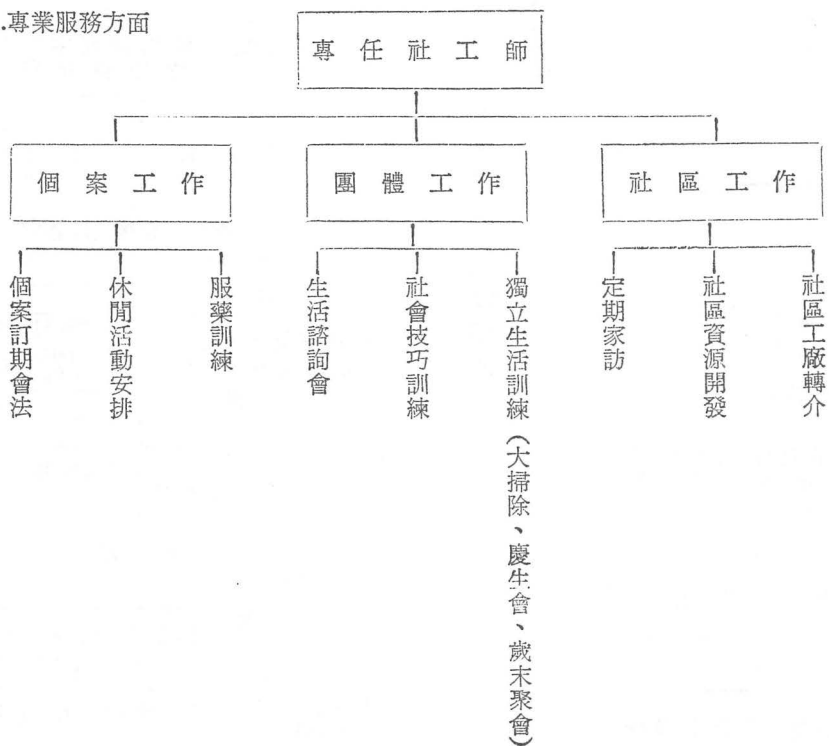 .專業服務方面
專任社工師
個案工作
團體工作
社區工作
個案訂期會法
休閒活動安排
服藥訓練
生活諮詢會
社會技巧訓練
獨立生活訓練（大掃除、慶生會、歲末聚會）
定期家訪
社區資源開發
社區工廠轉介